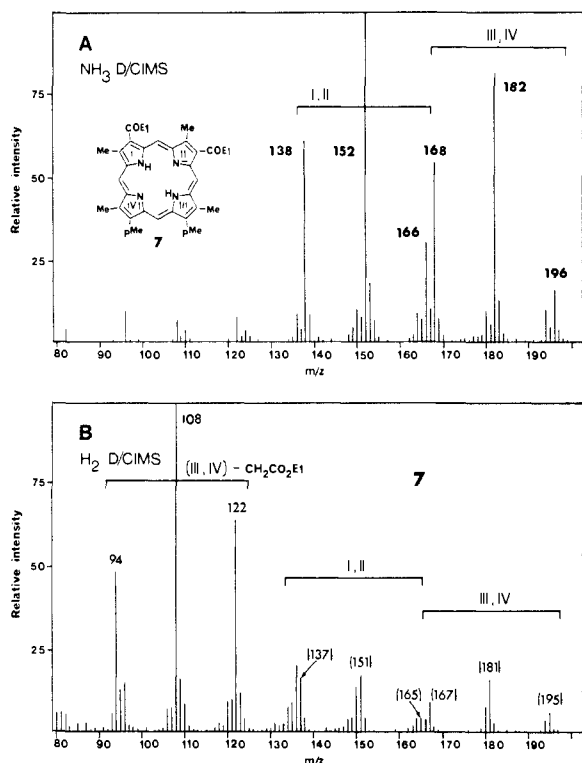 A
NH3 D/CIMS
III, IV
I, II
138
152
168
182
166
196
COEt
Me
COEt
Me
I
II
NH
N
N
HN
IV
III
Me
Me
PMe
PMe
7
Relative intensity
75
50
25
80 90 100 110 120 130 140 150 160 170 180 190
m/z
B
H2 D/CIMS
108
(III, IV) – CH2CO2Et
7
94
122
I, II
III, IV
(137)
(151)
(165)
(167)
(181)
(195)
Relative intensity
75
50
25
80 90 100 110 120 130 140 150 160 170 180 190
m/z